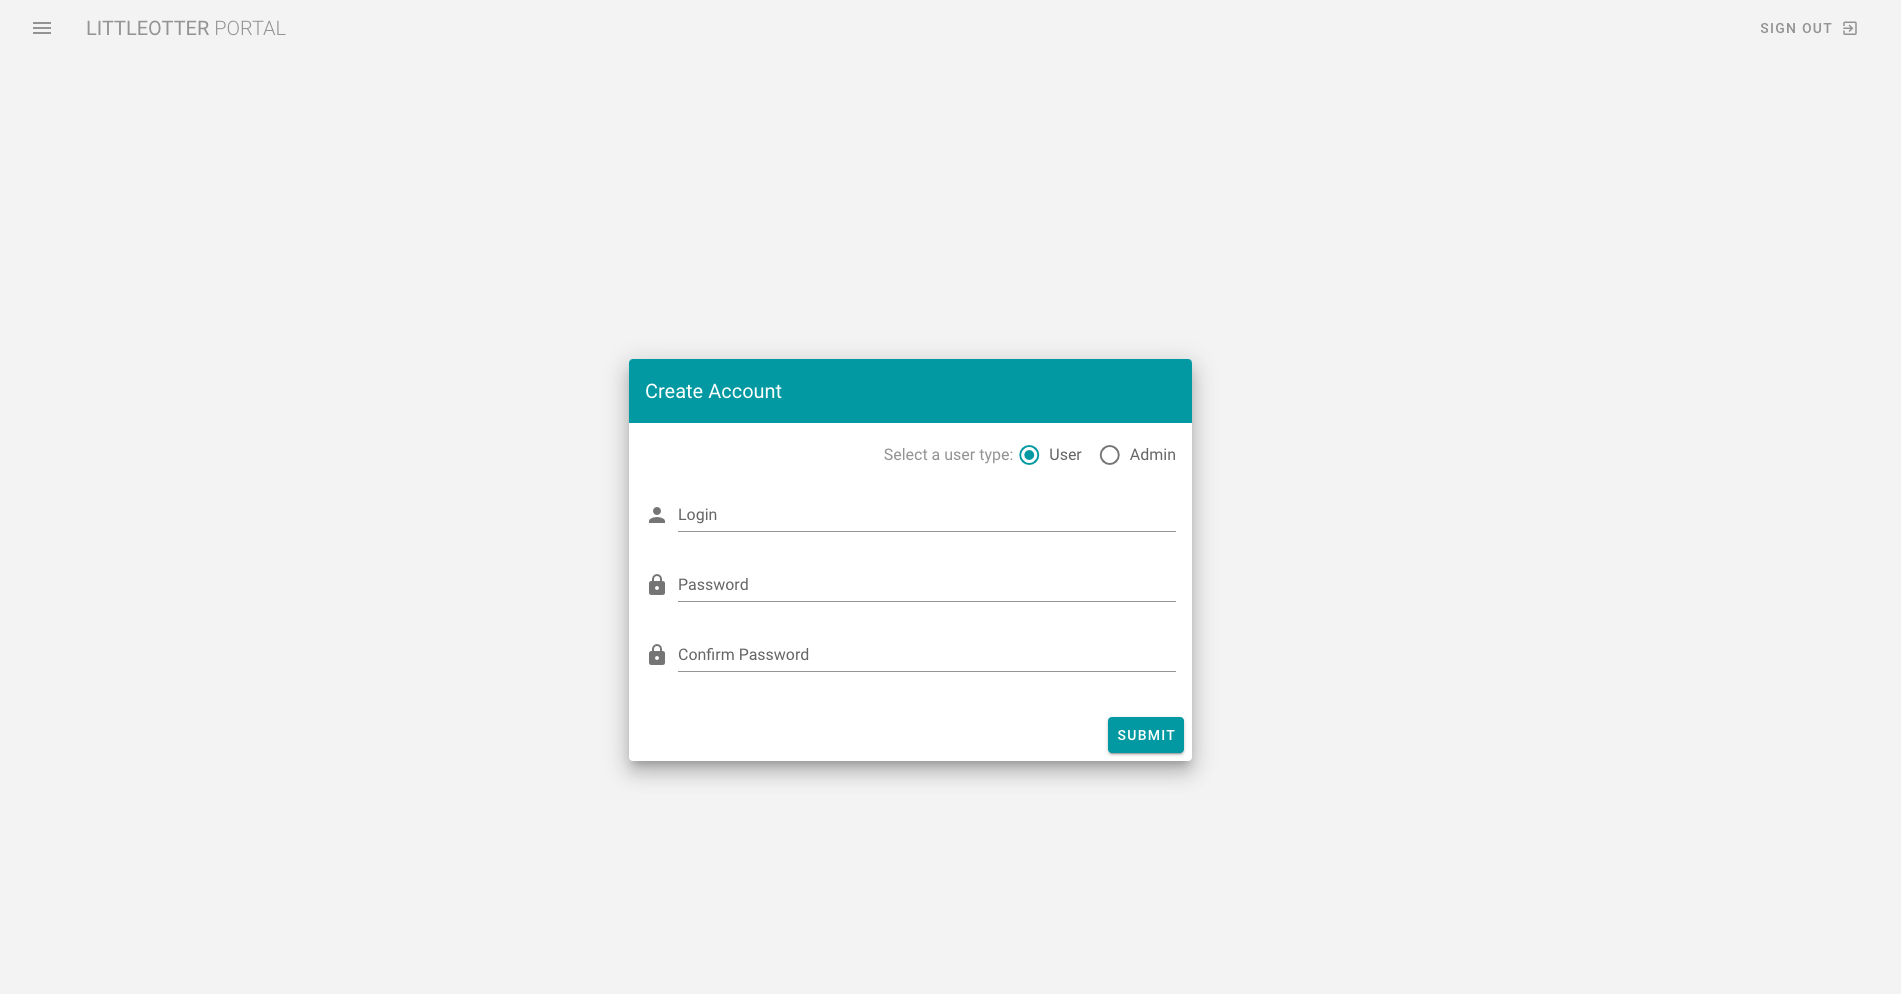 LITTLEOTTER PORTAL
SIGN OUT
Create Account
Select a user type: User Admin
Login
Password
Confirm Password
SUBMIT